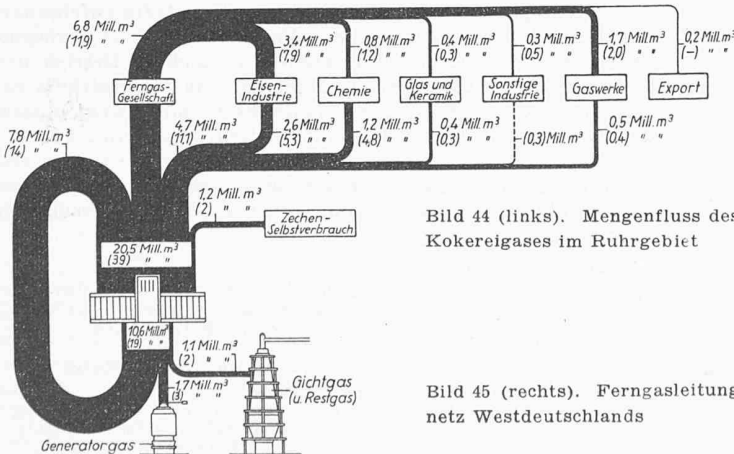 6,8 Mill. m³
(11,9) " "
3,4 Mill. m³
(7,9) " "
0,8 Mill. m³
(1,2) " "
0,4 Mill. m³
(0,3) " "
0,3 Mill. m³
(0,5) " "
1,7 Mill. m³
(2,0) " "
0,2 Mill. m³
(–) " "
Ferngas-
Gesellschaft
Eisen-
Industrie
Chemie
Glas und
Keramik
Sonstige
Industrie
Gaswerke
Export
7,8 Mill. m³
(14) " "
4,7 Mill. m³
(11,1) " "
2,6 Mill. m³
(5,3) " "
1,2 Mill. m³
(4,8) " "
0,4 Mill. m³
(0,3) " "
(0,3) Mill. m³
0,5 Mill. m³
(0,4) " "
1,2 Mill. m³
(2) " "
Zechen-
Selbstverbrauch
20,5 Mill. m³
(39) " "
Bild 44 (links). Mengenfluss des
Kokereigases im Ruhrgebiet
10,6 Mill. m³
(19) " "
1,1 Mill. m³
(2) " "
1,7 Mill. m³
(3) " "
Gichtgas
(u. Restgas)
Generatorgas
Bild 45 (rechts). Ferngasleitung
netz Westdeutschlands